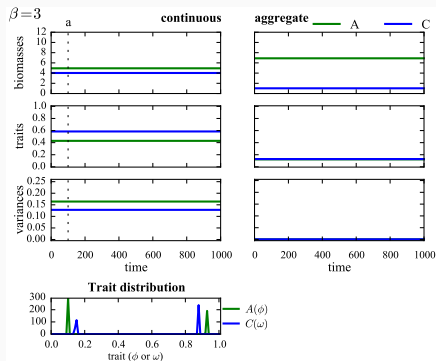 β=3
continuous
aggregate
A
C
a
biomasses
12
10
8
6
4
2
0
traits
1.0
0.8
0.6
0.4
0.2
0.0
variances
0.25
0.20
0.15
0.10
0.05
0.00
0 200 400 600 800 1000
time
0 200 400 600 800 1000
time
Trait distribution
300
200
100
0
0.0 0.2 0.4 0.6 0.8 1.0
trait (ϕ or ω)
A(ϕ)
C(ω)